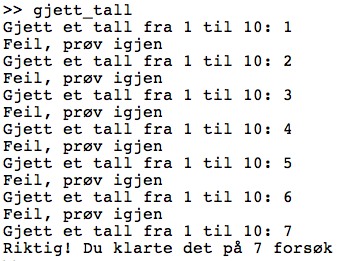 >> gjett_tall
Gjett et tall fra 1 til 10: 1
Feil, prøv igjen
Gjett et tall fra 1 til 10: 2
Feil, prøv igjen
Gjett et tall fra 1 til 10: 3
Feil, prøv igjen
Gjett et tall fra 1 til 10: 4
Feil, prøv igjen
Gjett et tall fra 1 til 10: 5
Feil, prøv igjen
Gjett et tall fra 1 til 10: 6
Feil, prøv igjen
Gjett et tall fra 1 til 10: 7
Riktig! Du klarte det på 7 forsøk